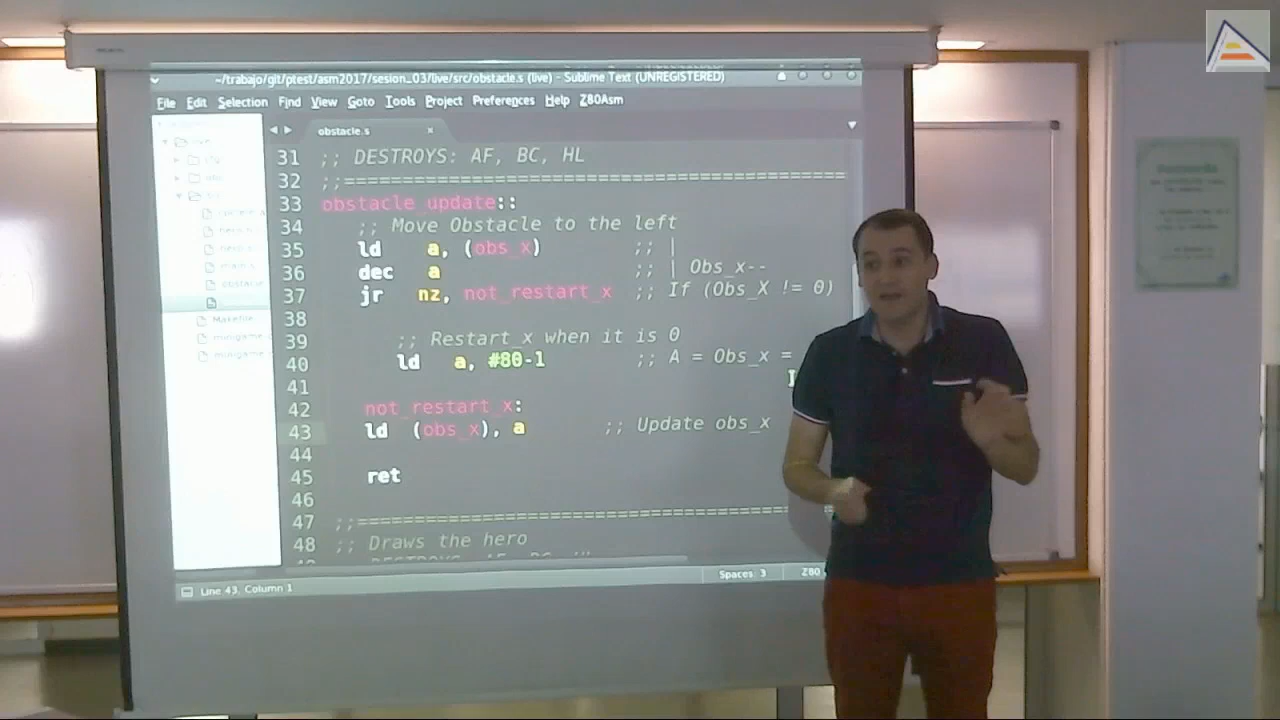 ~/trabajo/git/ptest/asm2017/sesion_03/live/src/obstacle.s (live) - Sublime Text (UNREGISTERED)
File Edit Selection Find View Goto Tools Project Preferences Help Z80Asm
obstacle.s ×
31 ;; DESTROYS: AF, BC, HL
32 ;;==============================================
33 obstacle_update::
34 ;; Move Obstacle to the left
35 ld a, (obs_x) ;; |
36 dec a ;; | Obs_x--
37 jr nz, not_restart_x ;; If (Obs_X != 0)
38
39 ;; Restart_x when it is 0
40 ld a, #80-1 ;; A = Obs_x =
41
42 not_restart_x:
43 ld (obs_x), a ;; Update obs_x
44
45 ret
46
47 ;;========================================
48 ;; Draws the hero
Makefile
Line 43, Column 1 Spaces: 3 Z80